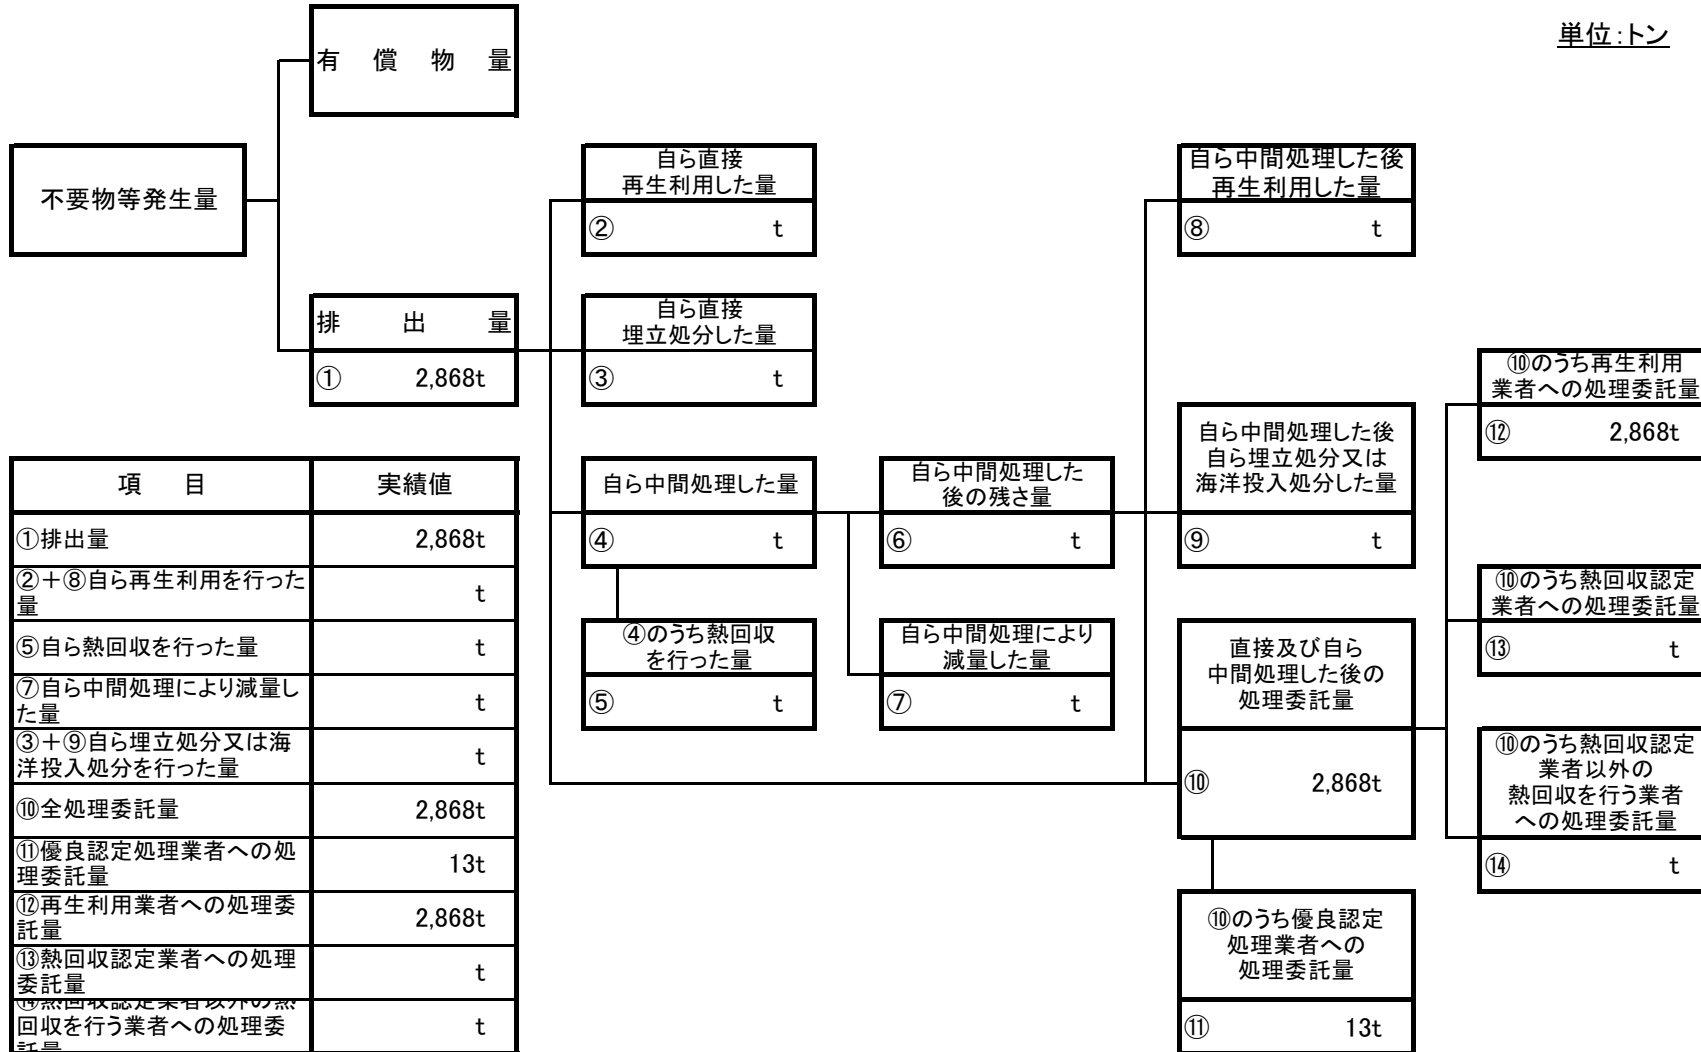 単位:トン
有償物量
不要物等発生量
排出量
① 2,868t
自ら直接
再生利用した量
② t
自ら直接
埋立処分した量
③ t
自ら中間処理した量
④ t
④のうち熱回収
を行った量
⑤ t
自ら中間処理した
後の残さ量
⑥ t
自ら中間処理により
減量した量
⑦ t
自ら中間処理した後
再生利用した量
⑧ t
自ら中間処理した後
自ら埋立処分又は
海洋投入処分した量
⑨ t
直接及び自ら
中間処理した後の
処理委託量
⑩ 2,868t
⑩のうち優良認定
処理業者への
処理委託量
⑪ 13t
⑩のうち再生利用
業者への処理委託量
⑫ 2,868t
⑩のうち熱回収認定
業者への処理委託量
⑬ t
⑩のうち熱回収認定
業者以外の
熱回収を行う業者
への処理委託量
⑭ t
項目 実績値
①排出量 2,868t
②+⑧自ら再生利用を行った
量 t
⑤自ら熱回収を行った量 t
⑦自ら中間処理により減量し
た量 t
③+⑨自ら埋立処分又は海
洋投入処分を行った量 t
⑩全処理委託量 2,868t
⑪優良認定処理業者への処
理委託量 13t
⑫再生利用業者への処理委
託量 2,868t
⑬熱回収認定業者への処理
委託量 t
⑭熱回収認定業者以外の熱
回収を行う業者への処理委
託量 t